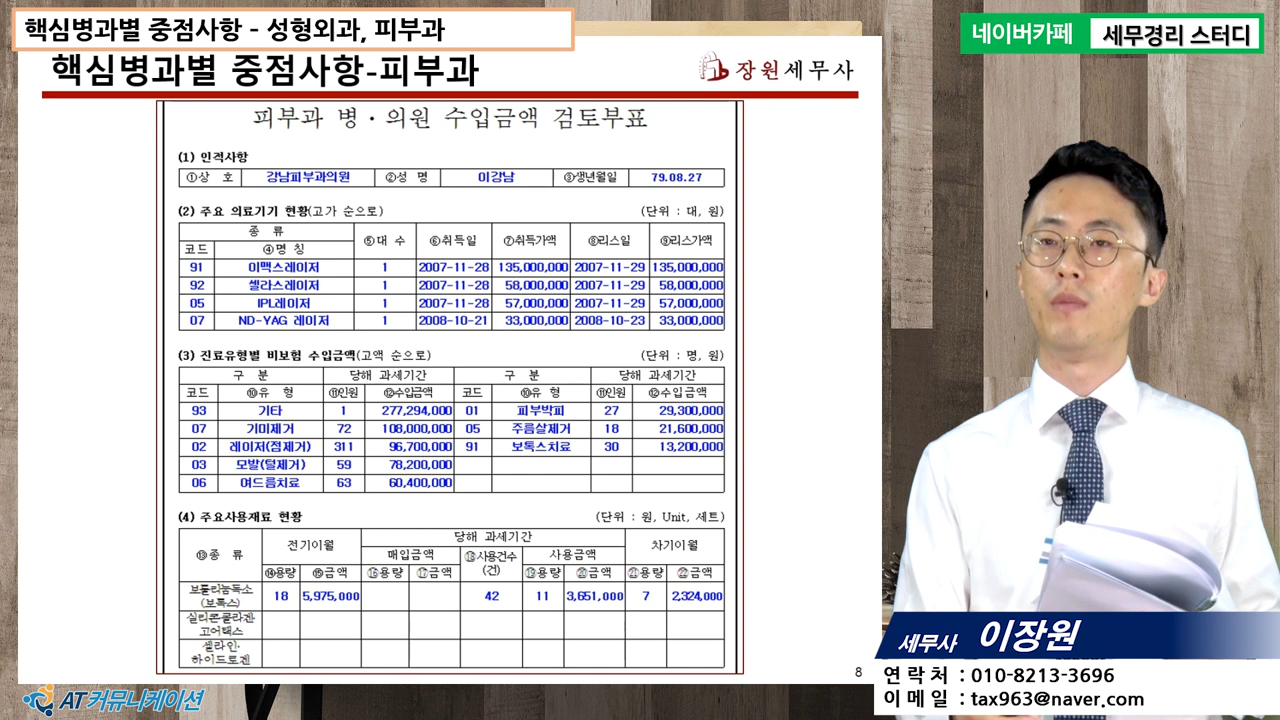 핵심병과별 중점사항 - 성형외과, 피부과
네이버카페 세무경리 스터디
핵심병과별 중점사항-피부과
장원세무사
피부과 병·의원 수입금액 검토부표
(1) 인격사항
①상 호 강남피부과의원 ②성 명 이강남 ③생년월일 79.08.27
(2) 주요 의료기기 현황(고가 순으로) (단위 : 대, 원)
종 류 ⑤대 수 ⑥취득일 ⑦취득가액 ⑧리스일 ⑨리스가액
코드 ④명 칭
91 이맥스레이저 1 2007-11-28 135,000,000 2007-11-29 135,000,000
92 셀라스레이저 1 2007-11-28 58,000,000 2007-11-29 58,000,000
05 IPL레이저 1 2007-11-28 57,000,000 2007-11-29 57,000,000
07 ND-YAG 레이저 1 2008-10-21 33,000,000 2008-10-23 33,000,000
(3) 진료유형별 비보험 수입금액(고액 순으로) (단위 : 명, 원)
구 분 당해 과세기간 구 분 당해 과세기간
코드 ⑩유 형 ⑪인원 ⑫수입금액 코드 ⑩유 형 ⑪인원 ⑫수입금액
93 기타 1 277,294,000 01 피부박피 27 29,300,000
07 기미제거 72 108,000,000 05 주름살제거 18 21,600,000
02 레이저(점제거) 311 96,700,000 91 보톡스치료 30 13,200,000
03 모발(털제거) 59 78,200,000
06 여드름치료 63 60,400,000
(4) 주요사용재료 현황 (단위 : 원, Unit, 세트)
⑬종 류 전기이월 당해 과세기간 차기이월
매입금액 ⑱사용건수(건) 사용금액
⑭용량 ⑮금액 ⑯용량 ⑰금액 ⑲용량 ⑳금액 ㉑용량 ㉒금액
보툴리눔독소 (보톡스) 18 5,975,000 42 11 3,651,000 7 2,324,000
실리콘·콜라겐 고어텍스
셀라인· 하이드로겐
8
세무사 이장원
연 락 처 : 010-8213-3696
이 메 일 : tax963@naver.com
AT커뮤니케이션